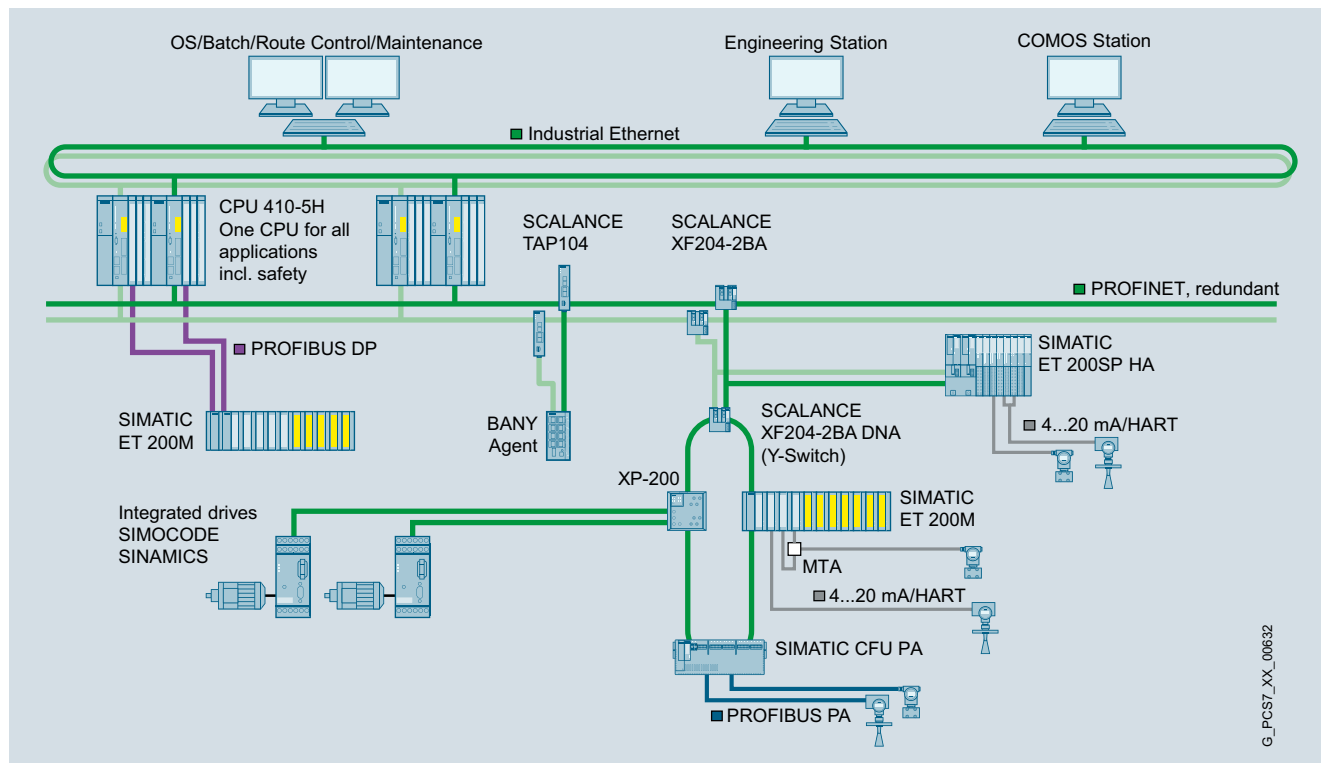 OS/Batch/Route Control/Maintenance
Engineering Station
COMOS Station
Industrial Ethernet
CPU 410-5H
One CPU for all
applications
incl. safety
SCALANCE
TAP104
SCALANCE
XF204-2BA
PROFINET, redundant
PROFIBUS DP
SIMATIC
ET 200SP HA
SIMATIC
ET 200M
BANY
Agent
SCALANCE
XF204-2BA DNA
(Y-Switch)
4...20 mA/HART
XP-200
SIMATIC
ET 200M
Integrated drives
SIMOCODE
SINAMICS
MTA
4...20 mA/HART
SIMATIC CFU PA
PROFIBUS PA
G_PCS7_XX_00632